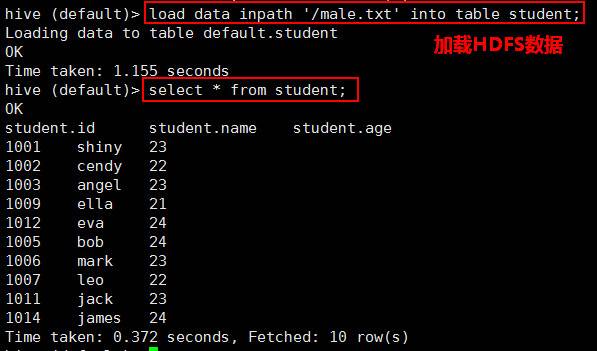 hive (default)> load data inpath '/male.txt' into table student;
Loading data to table default.student
加载HDFS数据
OK
Time taken: 1.155 seconds
hive (default)> select * from student;
OK
student.id student.name student.age
1001 shiny 23
1002 cendy 22
1003 angel 23
1009 ella 21
1012 eva 24
1005 bob 24
1006 mark 23
1007 leo 22
1011 jack 23
1014 james 24
Time taken: 0.372 seconds, Fetched: 10 row(s)